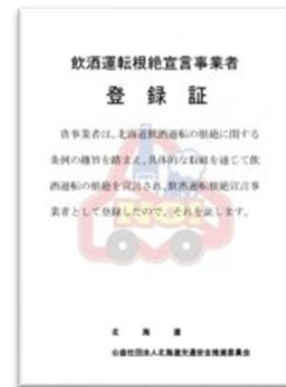 飲酒運転根絶宣言事業者
登録証
貴事業者は、北海道飲酒運転の根絶に関する
条例の趣旨を踏まえ、具体的な取組を通じて飲
酒運転の根絶を宣言され、飲酒運転根絶宣言事
業者として登録したので、それを証します。
北海道
公益社団法人北海道交通安全推進委員会